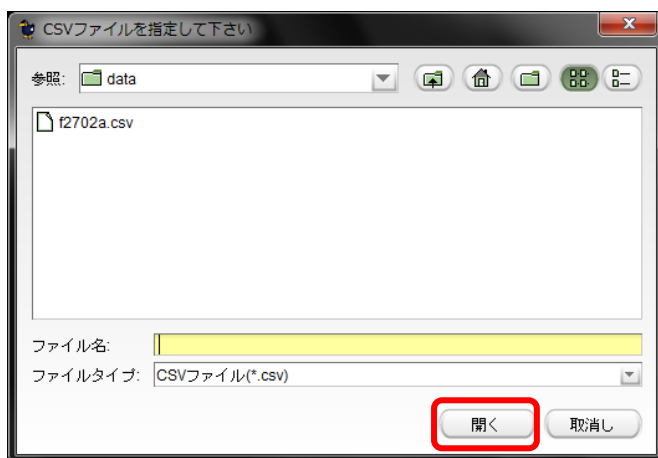 CSVファイルを指定して下さい
参照: data
f2702a.csv
ファイル名:
ファイルタイプ: CSVファイル(*.csv)
開く 取消し